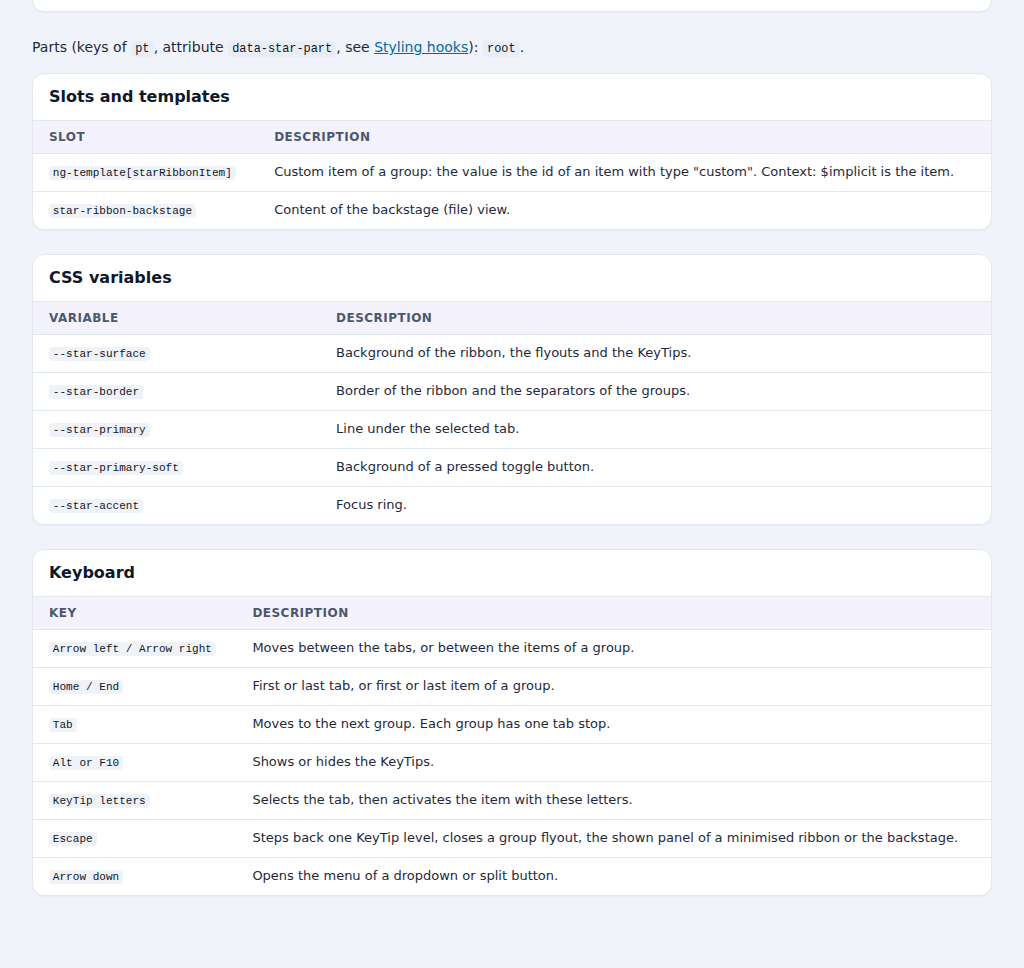 Parts (keys of pt, attribute data-star-part, see Styling hooks): root.
Slots and templates
SLOT DESCRIPTION
ng-template[starRibbonItem] Custom item of a group: the value is the id of an item with type "custom". Context: $implicit is the item.
star-ribbon-backstage Content of the backstage (file) view.
CSS variables
VARIABLE DESCRIPTION
--star-surface Background of the ribbon, the flyouts and the KeyTips.
--star-border Border of the ribbon and the separators of the groups.
--star-primary Line under the selected tab.
--star-primary-soft Background of a pressed toggle button.
--star-accent Focus ring.
Keyboard
KEY DESCRIPTION
Arrow left / Arrow right Moves between the tabs, or between the items of a group.
Home / End First or last tab, or first or last item of a group.
Tab Moves to the next group. Each group has one tab stop.
Alt or F10 Shows or hides the KeyTips.
KeyTip letters Selects the tab, then activates the item with these letters.
Escape Steps back one KeyTip level, closes a group flyout, the shown panel of a minimised ribbon or the backstage.
Arrow down Opens the menu of a dropdown or split button.